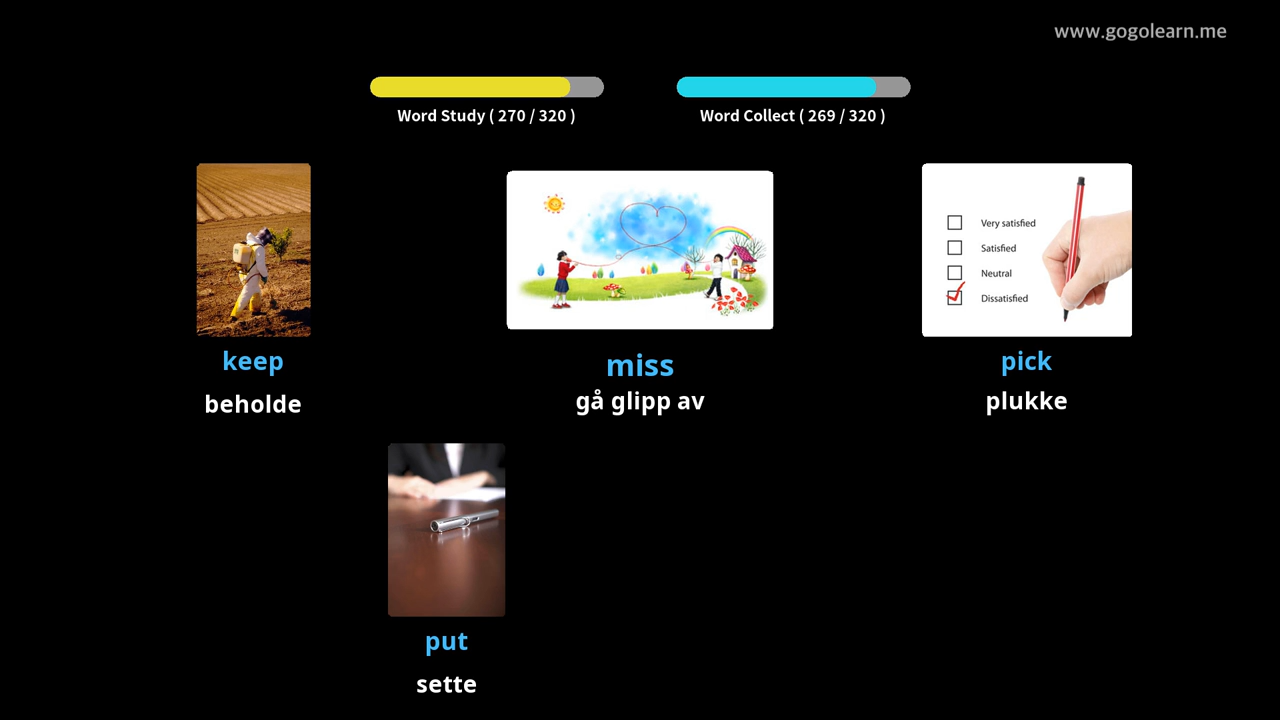 www.gogolearn.me
Word Study ( 270 / 320 )
Word Collect ( 269 / 320 )
keep
beholde
miss
gå glipp av
Very satisfied
Satisfied
Neutral
Dissatisfied
pick
plukke
put
sette